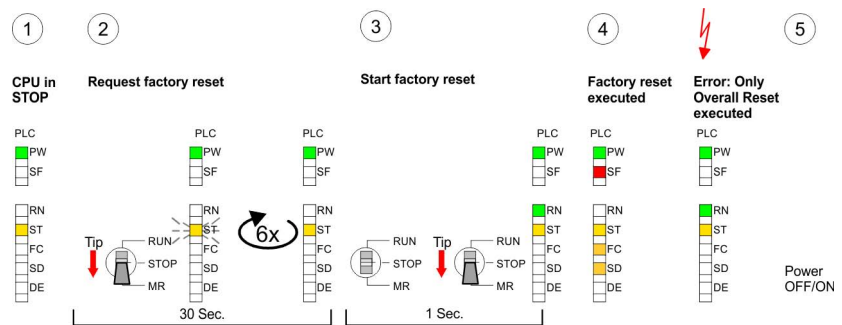 1
2
3
4
5
CPU in
STOP
Request factory reset
Start factory reset
Factory reset
executed
Error: Only
Overall Reset
executed
PLC
PW
SF
RN
ST
FC
SD
DE
Tip
RUN
STOP
MR
PLC
PW
SF
RN
ST
FC
SD
DE
6x
PLC
PW
SF
RN
ST
FC
SD
DE
30 Sec.
RUN
STOP
MR
Tip
RUN
STOP
MR
PLC
PW
SF
RN
ST
FC
SD
DE
1 Sec.
PLC
PW
SF
RN
ST
FC
SD
DE
PLC
PW
SF
RN
ST
FC
SD
DE
Power
OFF/ON